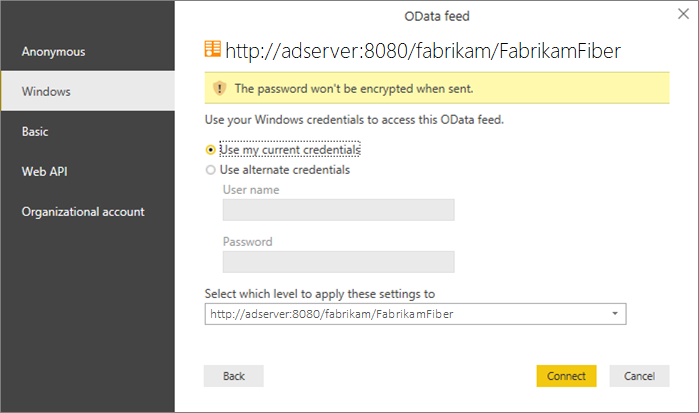 OData feed
Anonymous
Windows
Basic
Web API
Organizational account
http://adserver:8080/fabrikam/FabrikamFiber
The password won't be encrypted when sent.
Use your Windows credentials to access this OData feed.
Use my current credentials
Use alternate credentials
User name
Password
Select which level to apply these settings to
http://adserver:8080/fabrikam/FabrikamFiber
Back
Connect
Cancel